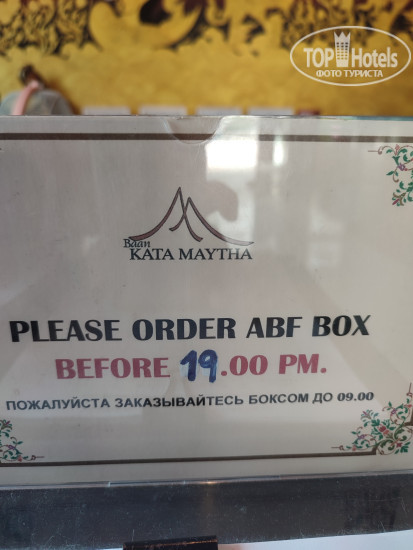 TOP Hotels
ФОТО ТУРИСТА
Baan
KATA MAYTHA
PLEASE ORDER ABF BOX
BEFORE 19.00 PM.
ПОЖАЛУЙСТА ЗАКАЗЫВАЙТЕСЬ БОКСОМ ДО 09.00